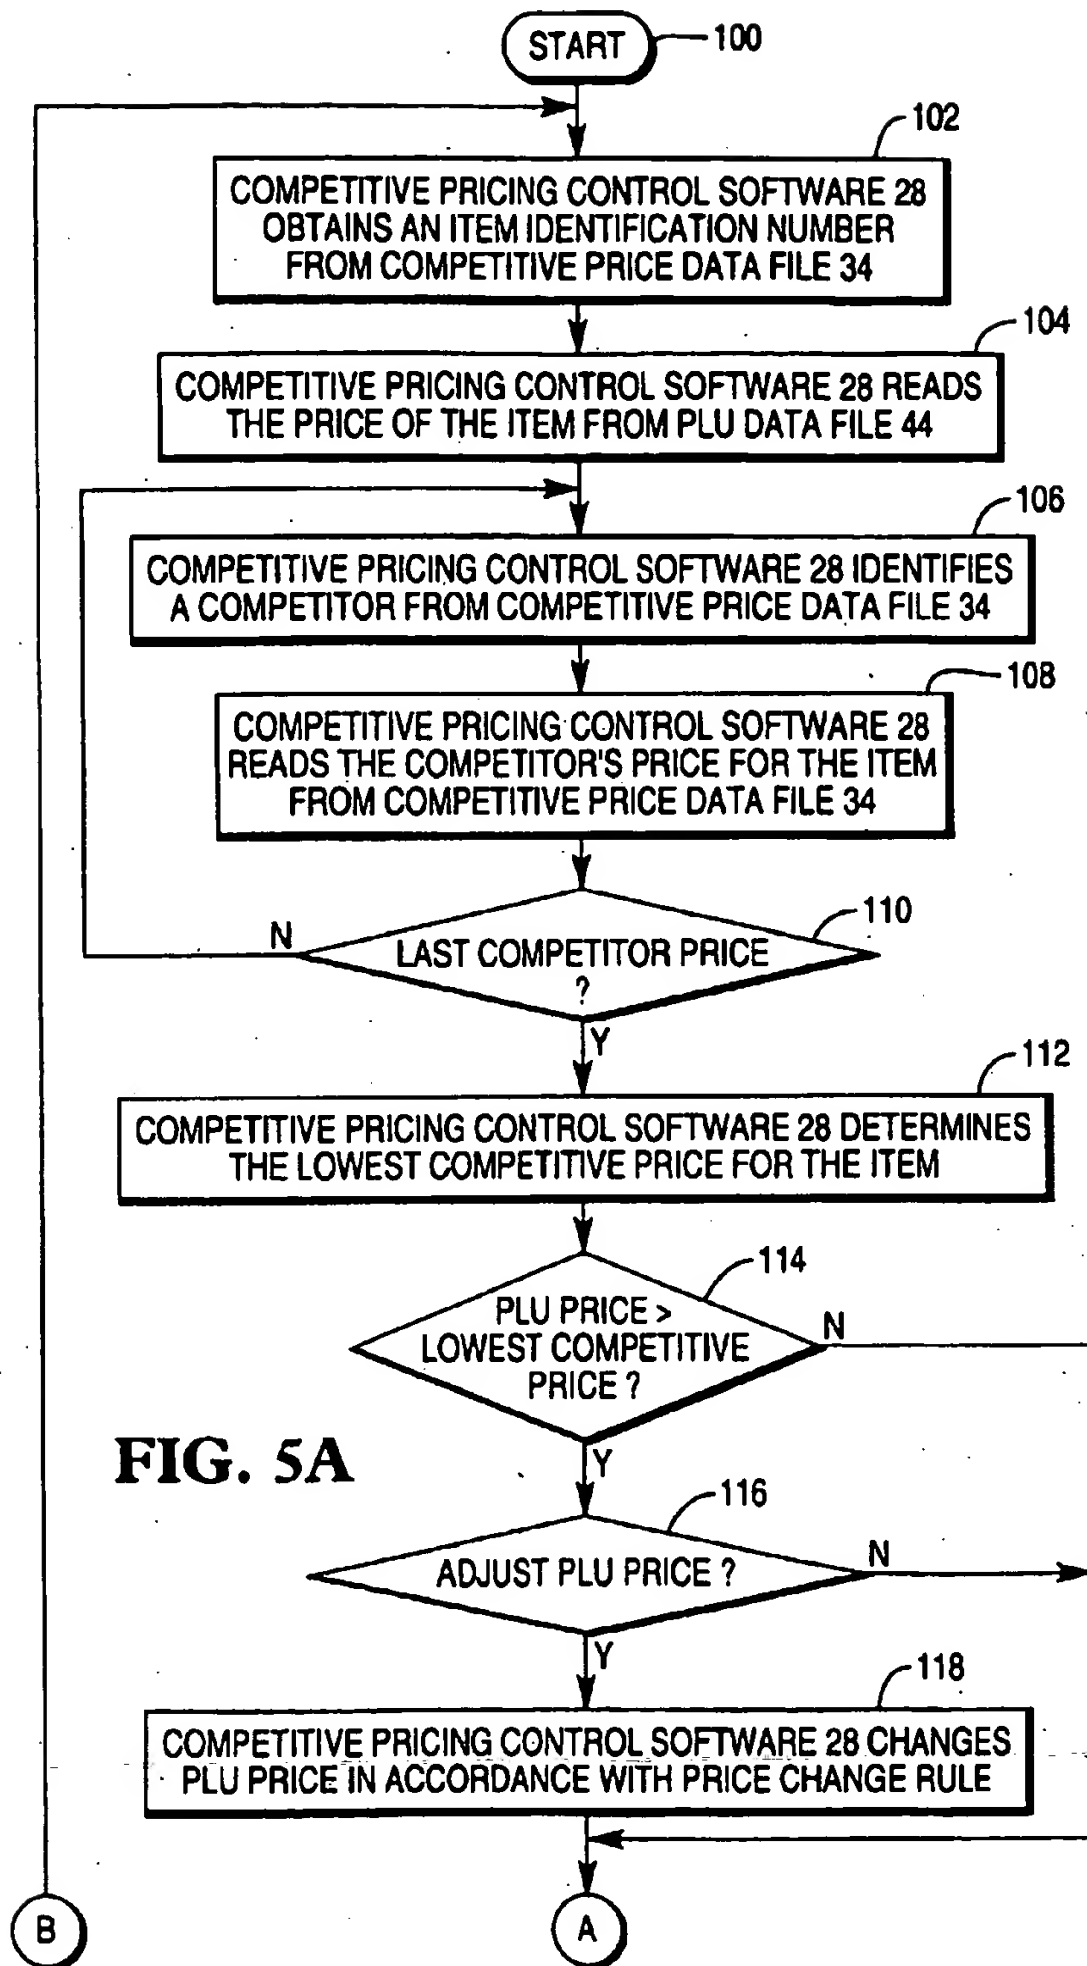 START
100
102
COMPETITIVE PRICING CONTROL SOFTWARE 28
OBTAINS AN ITEM IDENTIFICATION NUMBER
FROM COMPETITIVE PRICE DATA FILE 34
104
COMPETITIVE PRICING CONTROL SOFTWARE 28 READS
THE PRICE OF THE ITEM FROM PLU DATA FILE 44
106
COMPETITIVE PRICING CONTROL SOFTWARE 28 IDENTIFIES
A COMPETITOR FROM COMPETITIVE PRICE DATA FILE 34
108
COMPETITIVE PRICING CONTROL SOFTWARE 28
READS THE COMPETITOR'S PRICE FOR THE ITEM
FROM COMPETITIVE PRICE DATA FILE 34
110
N
LAST COMPETITOR PRICE
?
Y
112
COMPETITIVE PRICING CONTROL SOFTWARE 28 DETERMINES
THE LOWEST COMPETITIVE PRICE FOR THE ITEM
114
PLU PRICE >
LOWEST COMPETITIVE
PRICE ?
N
Y
FIG. 5A
116
ADJUST PLU PRICE ?
N
Y
118
COMPETITIVE PRICING CONTROL SOFTWARE 28 CHANGES
PLU PRICE IN ACCORDANCE WITH PRICE CHANGE RULE
B
A